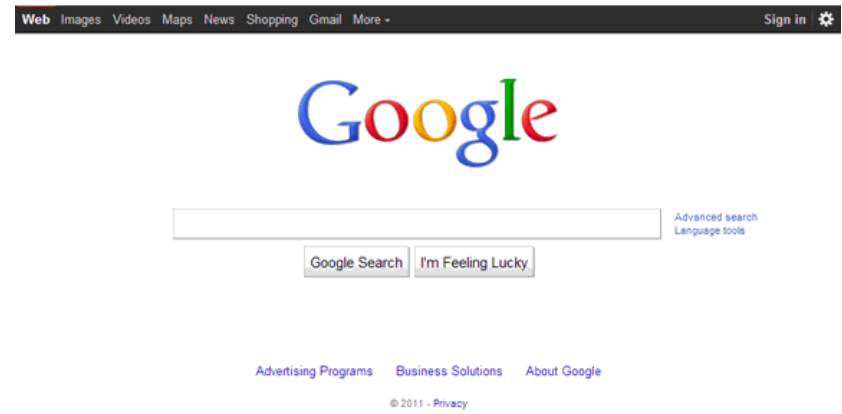 Web Images Videos Maps News Shopping Gmail More Sign in
Google
Advanced search
Language tools
Google Search I'm Feeling Lucky
Advertising Programs Business Solutions About Google
© 2011 - Privacy